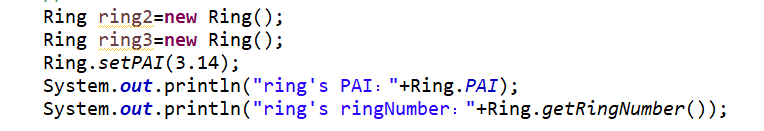 Ring ring2=new Ring();
Ring ring3=new Ring();
Ring.setPAI(3.14);
System.out.println("ring's PAI："+Ring.PAI);
System.out.println("ring's ringNumber："+Ring.getRingNumber());